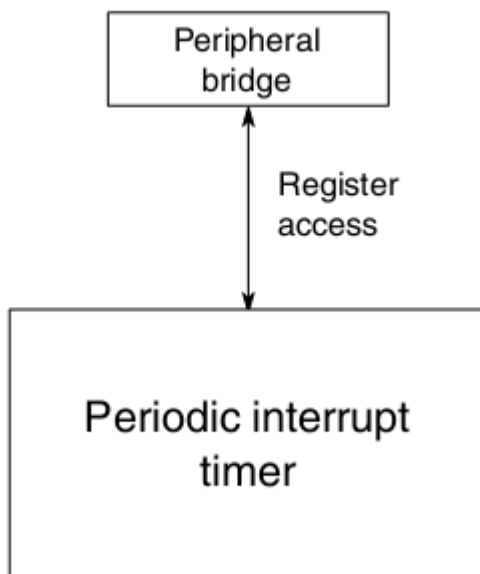 Peripheral
bridge
Register
access
Periodic interrupt
timer